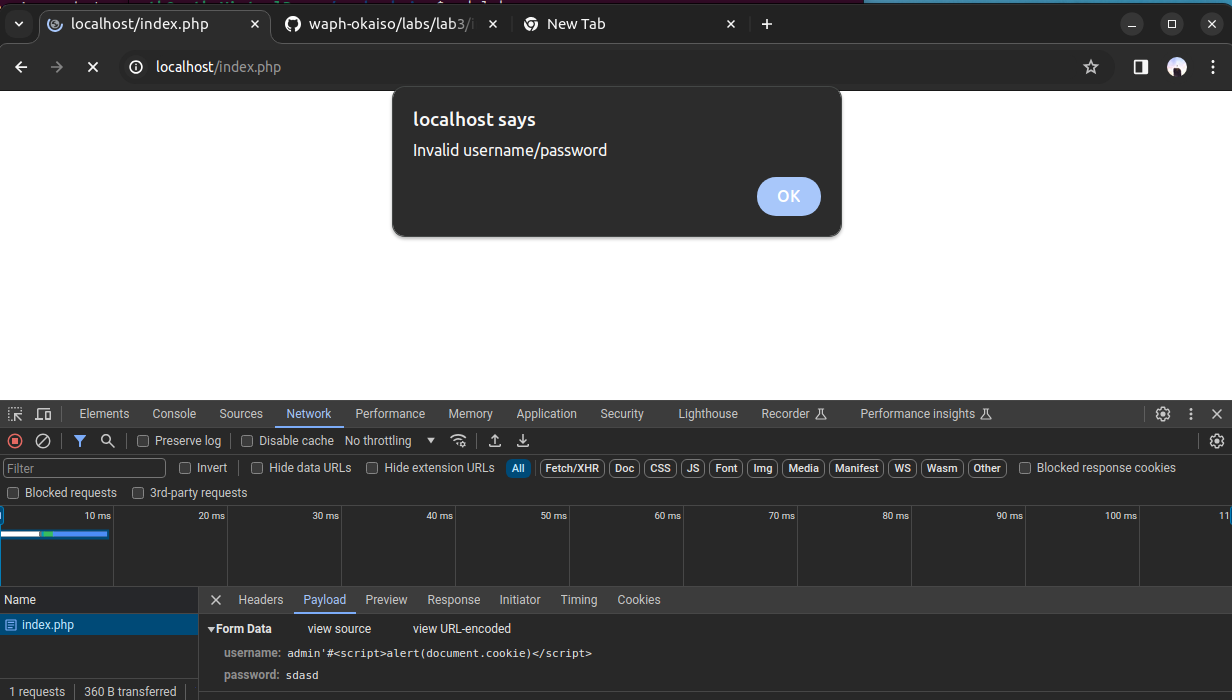 localhost/index.php
waph-okaiso/labs/lab3/i
New Tab
localhost/index.php
localhost says
Invalid username/password
OK
Elements Console Sources Network Performance Memory Application Security Lighthouse Recorder Performance insights
Preserve log Disable cache No throttling
Filter Invert Hide data URLs Hide extension URLs All Fetch/XHR Doc CSS JS Font Img Media Manifest WS Wasm Other Blocked response cookies
Blocked requests 3rd-party requests
10 ms 20 ms 30 ms 40 ms 50 ms 60 ms 70 ms 80 ms 90 ms 100 ms 11
Name Headers Payload Preview Response Initiator Timing Cookies
index.php Form Data view source view URL-encoded
username: admin'#<script>alert(document.cookie)</script>
password: sdasd
1 requests 360 B transferred